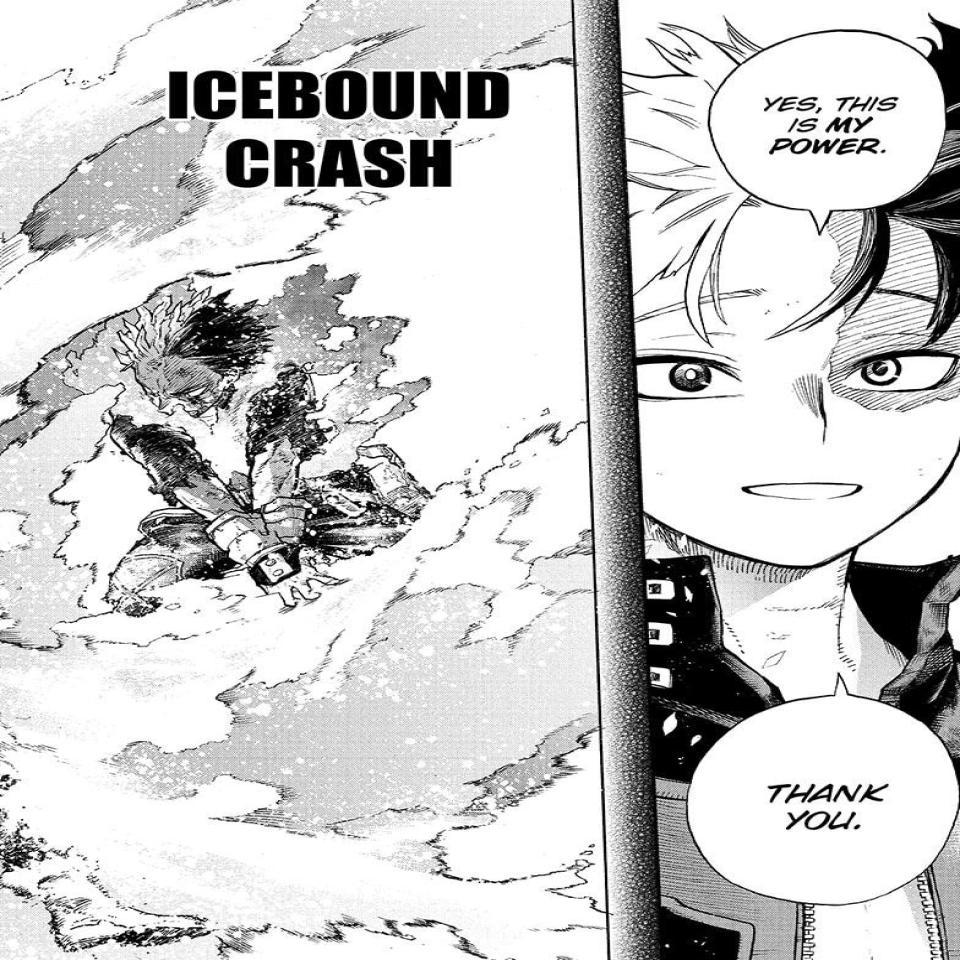 ICEBOUND
CRASH
YES, THIS
IS MY
POWER.
THANK
YOU.